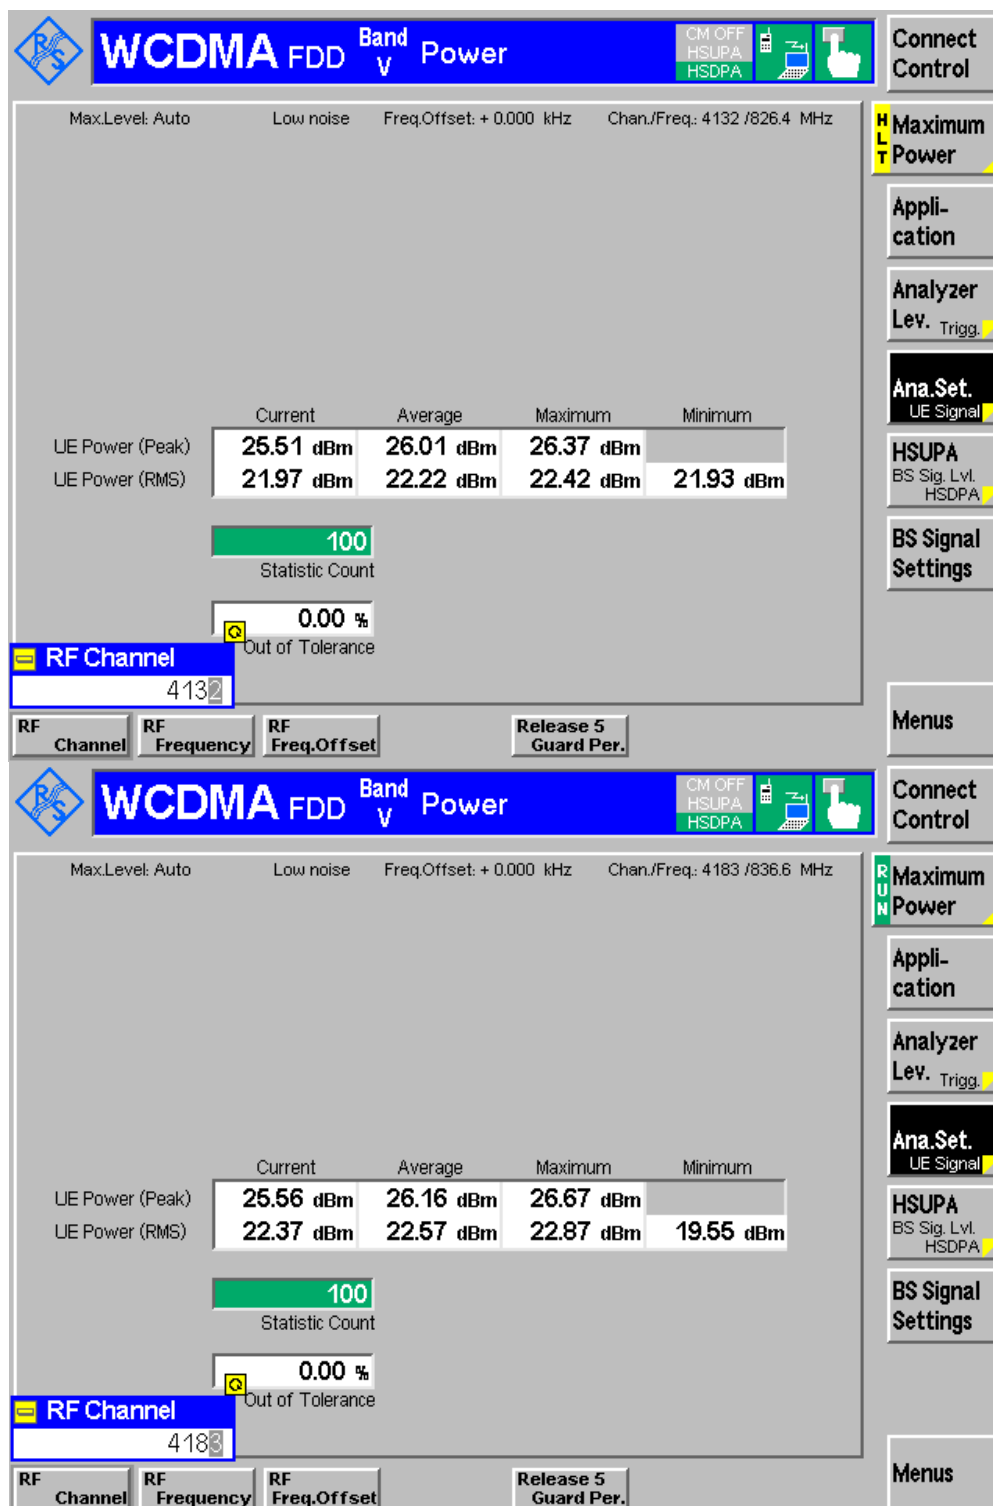 R&S WCDMA FDD Band V Power CM OFF HSUPA HSDPA
Connect Control
Max.Level: Auto Low noise Freq.Offset: + 0.000 kHz Chan./Freq.: 4132 /826.4 MHz
HLT Maximum Power
Appli-
cation
Analyzer
Lev. Trigg.
Ana.Set.
UE Signal
Current Average Maximum Minimum
UE Power (Peak) 25.51 dBm 26.01 dBm 26.37 dBm
UE Power (RMS) 21.97 dBm 22.22 dBm 22.42 dBm 21.93 dBm
HSUPA
BS Sig. Lvl.
HSDPA
100
Statistic Count
BS Signal
Settings
0.00 %
Out of Tolerance
RF Channel
4132
Menus
RF Channel
RF Frequency
RF Freq.Offset
Release 5 Guard Per.
R&S WCDMA FDD Band V Power CM OFF HSUPA HSDPA
Connect Control
Max.Level: Auto Low noise Freq.Offset: + 0.000 kHz Chan./Freq.: 4183 /836.6 MHz
RUN Maximum Power
Appli-
cation
Analyzer
Lev. Trigg.
Ana.Set.
UE Signal
Current Average Maximum Minimum
UE Power (Peak) 25.56 dBm 26.16 dBm 26.67 dBm
UE Power (RMS) 22.37 dBm 22.57 dBm 22.87 dBm 19.55 dBm
HSUPA
BS Sig. Lvl.
HSDPA
100
Statistic Count
BS Signal
Settings
0.00 %
Out of Tolerance
RF Channel
4183
Menus
RF Channel
RF Frequency
RF Freq.Offset
Release 5 Guard Per.